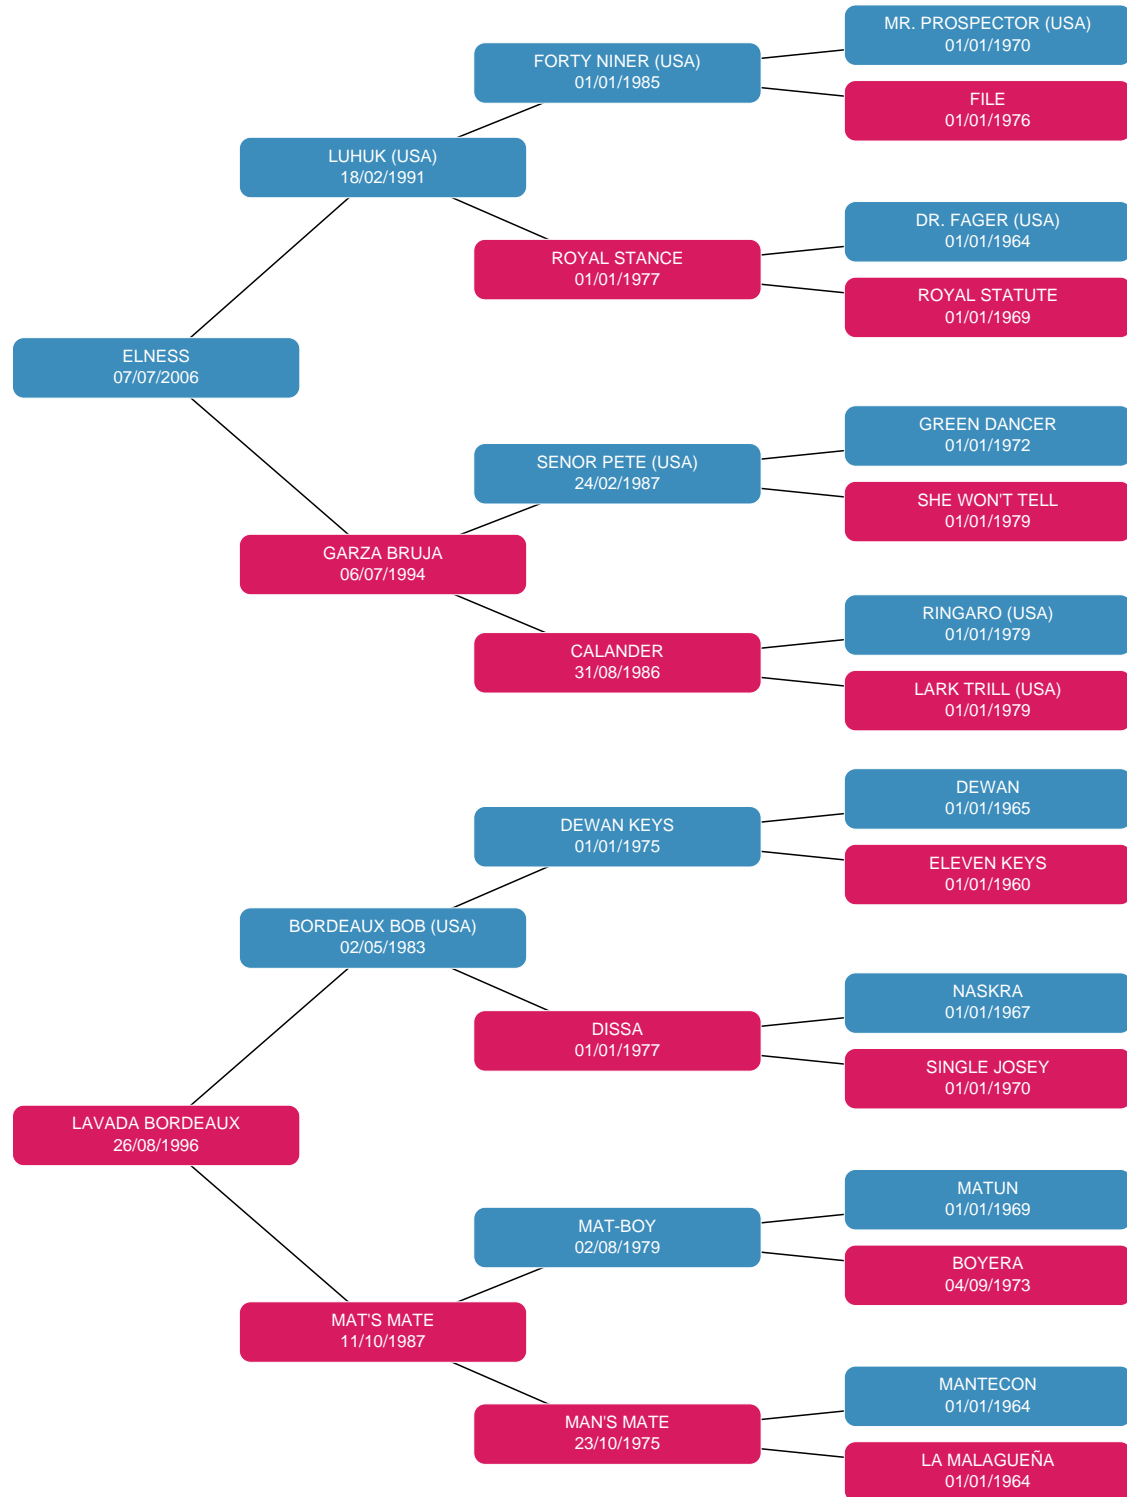 MR. PROSPECTOR (USA)
01/01/1970
FORTY NINER (USA)
01/01/1985
FILE
01/01/1976
LUHUK (USA)
18/02/1991
DR. FAGER (USA)
01/01/1964
ROYAL STANCE
01/01/1977
ROYAL STATUTE
01/01/1969
ELNESS
07/07/2006
GREEN DANCER
01/01/1972
SENOR PETE (USA)
24/02/1987
SHE WON'T TELL
01/01/1979
GARZA BRUJA
06/07/1994
RINGARO (USA)
01/01/1979
CALANDER
31/08/1986
LARK TRILL (USA)
01/01/1979
DEWAN
01/01/1965
DEWAN KEYS
01/01/1975
ELEVEN KEYS
01/01/1960
BORDEAUX BOB (USA)
02/05/1983
NASKRA
01/01/1967
DISSA
01/01/1977
SINGLE JOSEY
01/01/1970
LAVADA BORDEAUX
26/08/1996
MATUN
01/01/1969
MAT-BOY
02/08/1979
BOYERA
04/09/1973
MAT'S MATE
11/10/1987
MANTECON
01/01/1964
MAN'S MATE
23/10/1975
LA MALAGUEÑA
01/01/1964